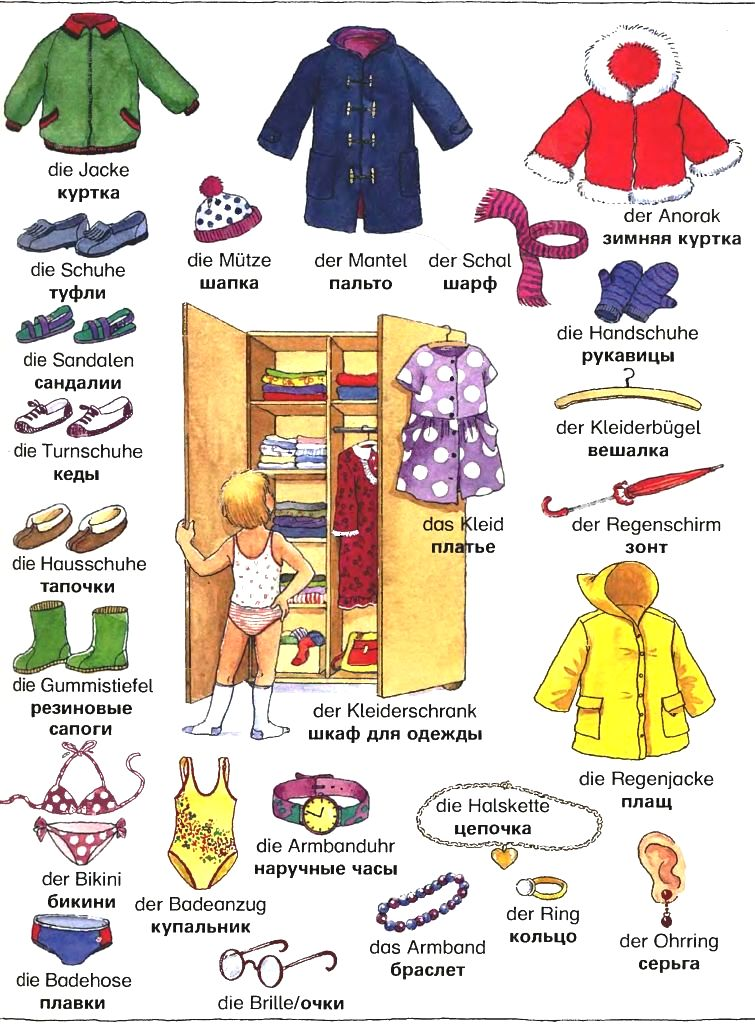 die Jacke
куртка
der Anorak
зимняя куртка
die Mütze
шапка
der Mantel
пальто
der Schal
шарф
die Schuhe
туфли
die Handschuhe
рукавицы
die Sandalen
сандалии
der Kleiderbügel
вешалка
die Turnschuhe
кеды
das Kleid
платье
der Regenschirm
зонт
die Hausschuhe
тапочки
die Gummistiefel
резиновые
сапоги
der Kleiderschrank
шкаф для одежды
die Regenjacke
плащ
die Halskette
цепочка
die Armbanduhr
наручные часы
der Bikini
бикини
der Badeanzug
купальник
der Ring
кольцо
das Armband
браслет
der Ohrring
серьга
die Badehose
плавки
die Brille/очки